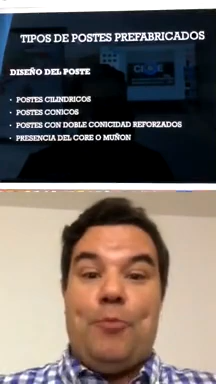 TIPOS DE POSTES PREFABRICADOS
DISEÑO DEL POSTE
• POSTES CILINDRICOS
• POSTES CONICOS
• POSTES CON DOBLE CONICIDAD REFORZADOS
• PRESENCIA DEL CORE O MUÑON